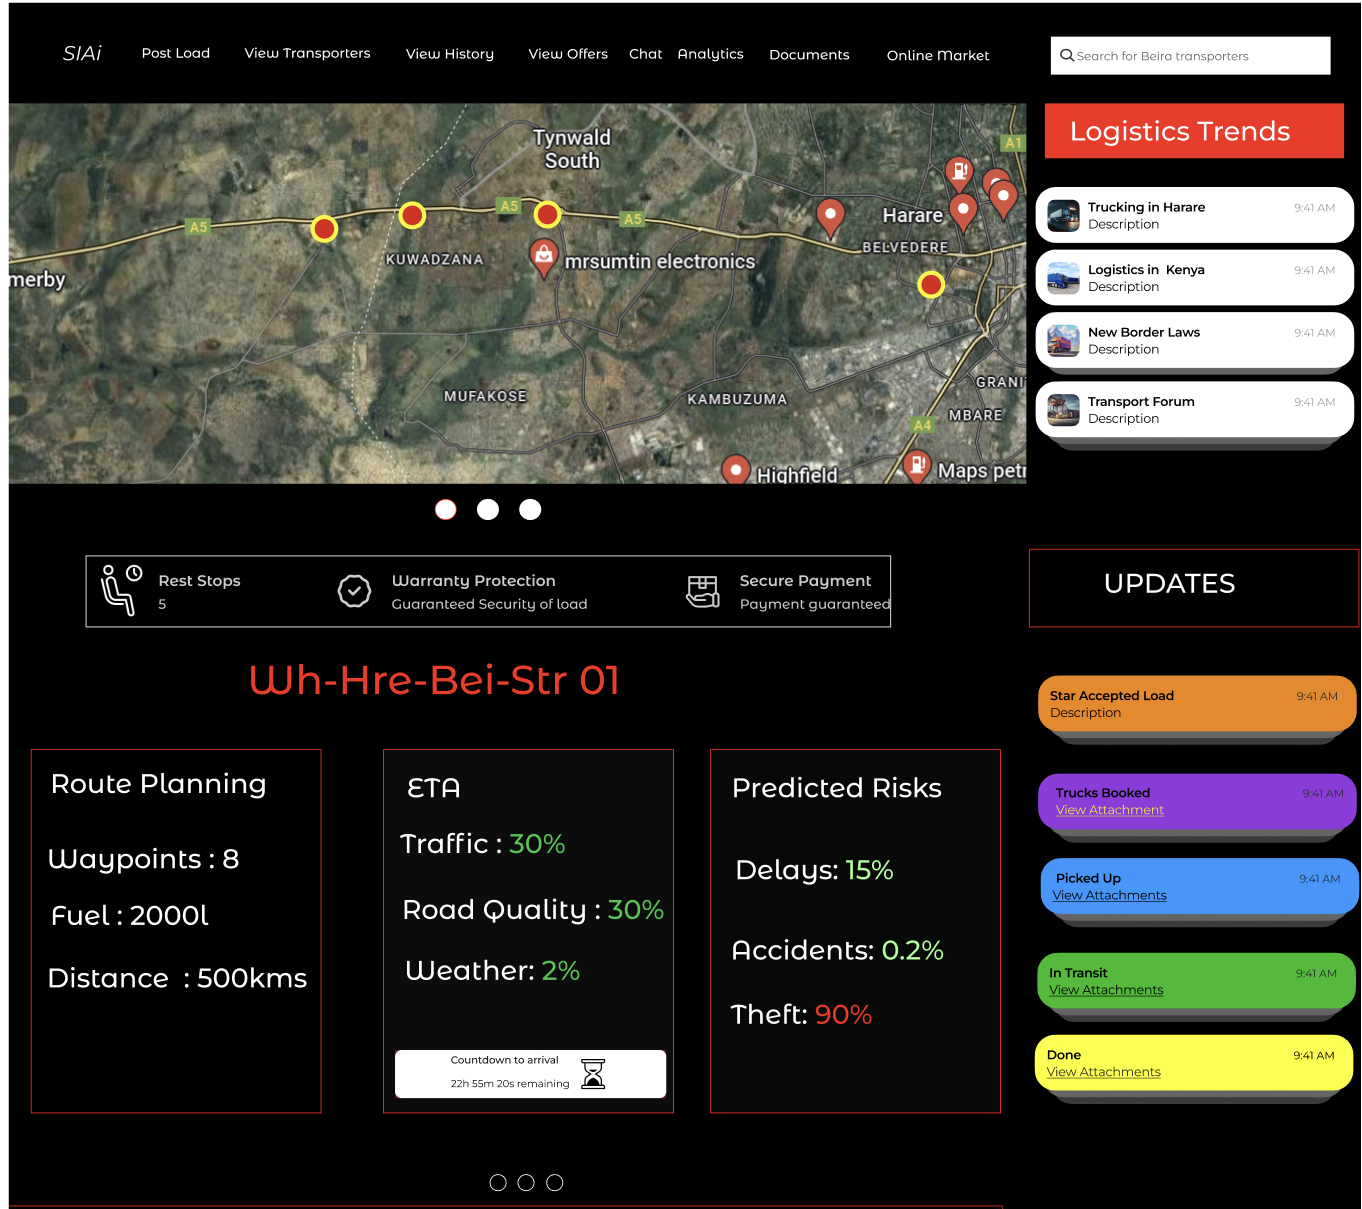 SIAi
Post Load
View Transporters
View History
View Offers
Chat
Analytics
Documents
Online Market
Search for Beira transporters
Tynwald
South
A1
A5
A5
A5
Harare
BELVEDERE
KUWADZANA
mrsumtin electronics
merby
MUFAKOSE
KAMBUZUMA
GRANI
MBARE
A4
Highfield
Maps petr
Logistics Trends
Trucking in Harare
9:41 AM
Description
Logistics in  Kenya
9:41 AM
Description
New Border Laws
9:41 AM
Description
Transport Forum
9:41 AM
Description
Rest Stops
5
Warranty Protection
Guaranteed Security of load
Secure Payment
Payment guaranteed
Wh-Hre-Bei-Str 01
Route Planning
Waypoints : 8
Fuel : 2000l
Distance  : 500kms
ETA
Traffic : 30%
Road Quality : 30%
Weather: 2%
Countdown to arrival
22h 55m 20s remaining
Predicted Risks
Delays: 15%
Accidents: 0.2%
Theft: 90%
UPDATES
Star Accepted Load
9:41 AM
Description
Trucks Booked
9:41 AM
View Attachment
Picked Up
9:41 AM
View Attachments
In Transit
9:41 AM
View Attachments
Done
9:41 AM
View Attachments